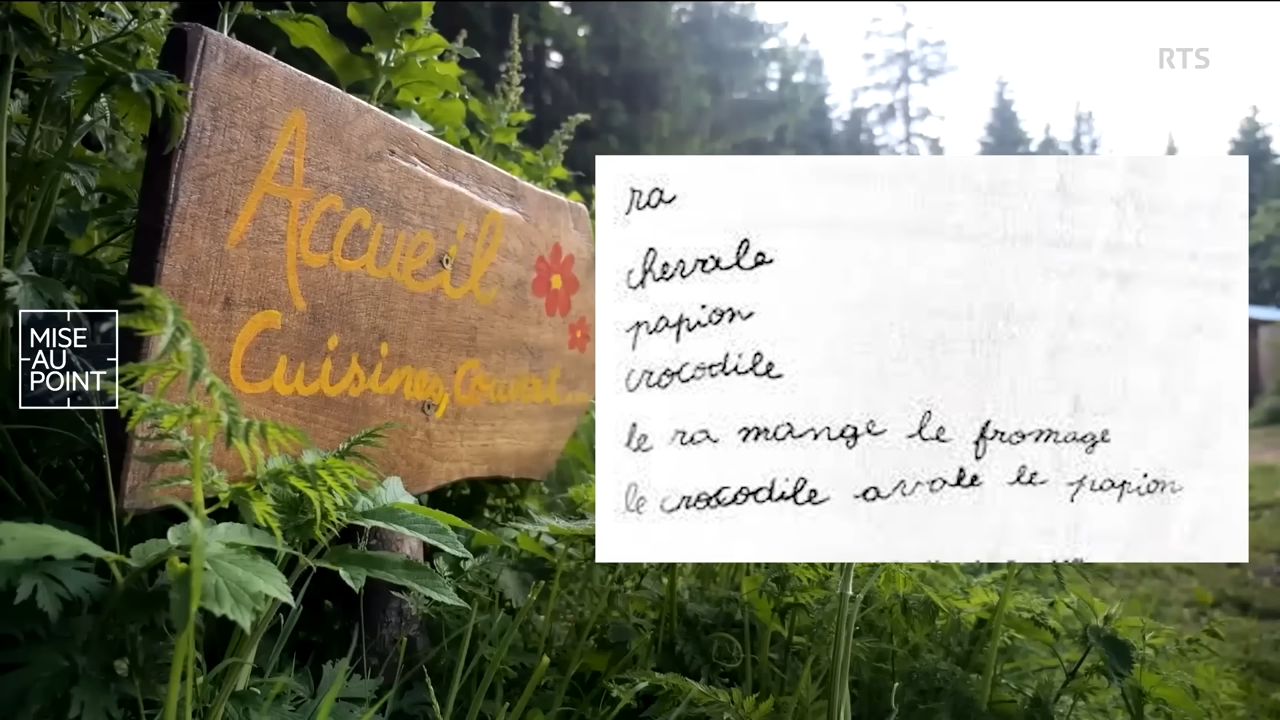 RTS
MISE
AU
POINT
Accueil
Cuisines,
ra
chevale
papion
crocodile
le ra mange le fromage
le crocodile avale le papion